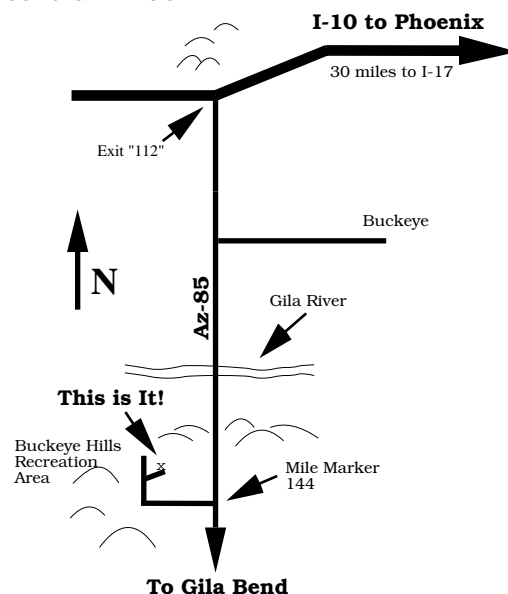 I-10 to Phoenix
30 miles to I-17
Exit "112"
Buckeye
N
Az-85
Gila River
This is It!
Buckeye Hills
Recreation
Area
x
Mile Marker
144
To Gila Bend